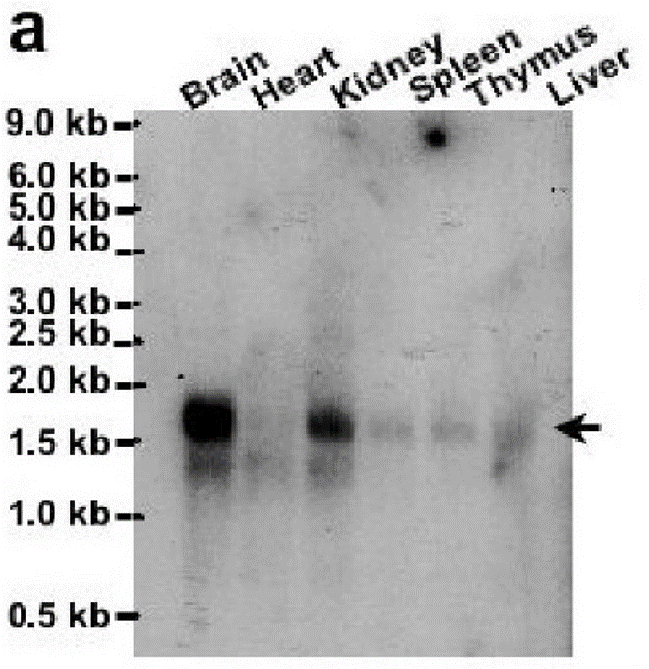 a
Brain Heart Kidney Spleen Thymus Liver
9.0 kb
6.0 kb
5.0 kb
4.0 kb
3.0 kb
2.5 kb
2.0 kb
1.5 kb
1.0 kb
0.5 kb